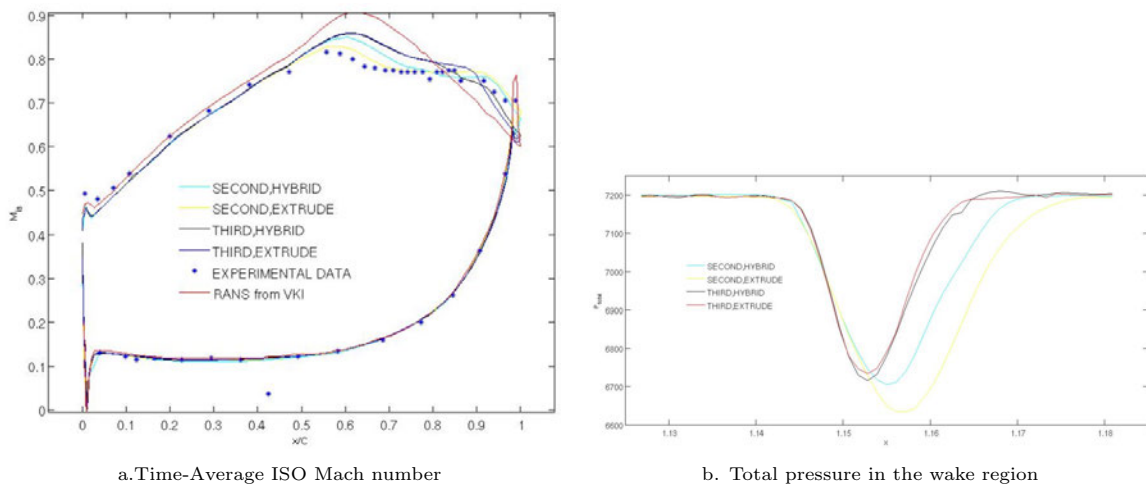 0.9
0.8
0.7
0.6
0.5
0.4
0.3
0.2
0.1
0
M_is
SECOND,HYBRID
SECOND,EXTRUDE
THIRD,HYBRID
THIRD,EXTRUDE
EXPERIMENTAL DATA
RANS from VKI
0 0.1 0.2 0.3 0.4 0.5 0.6 0.7 0.8 0.9 1
x/C
a.Time-Average ISO Mach number
7200
7100
7000
6900
6800
6700
6600
P_total
SECOND,HYBRID
SECOND,EXTRUDE
THIRD,HYBRID
THIRD,EXTRUDE
1.13 1.14 1.15 1.16 1.17 1.18
x
b. Total pressure in the wake region